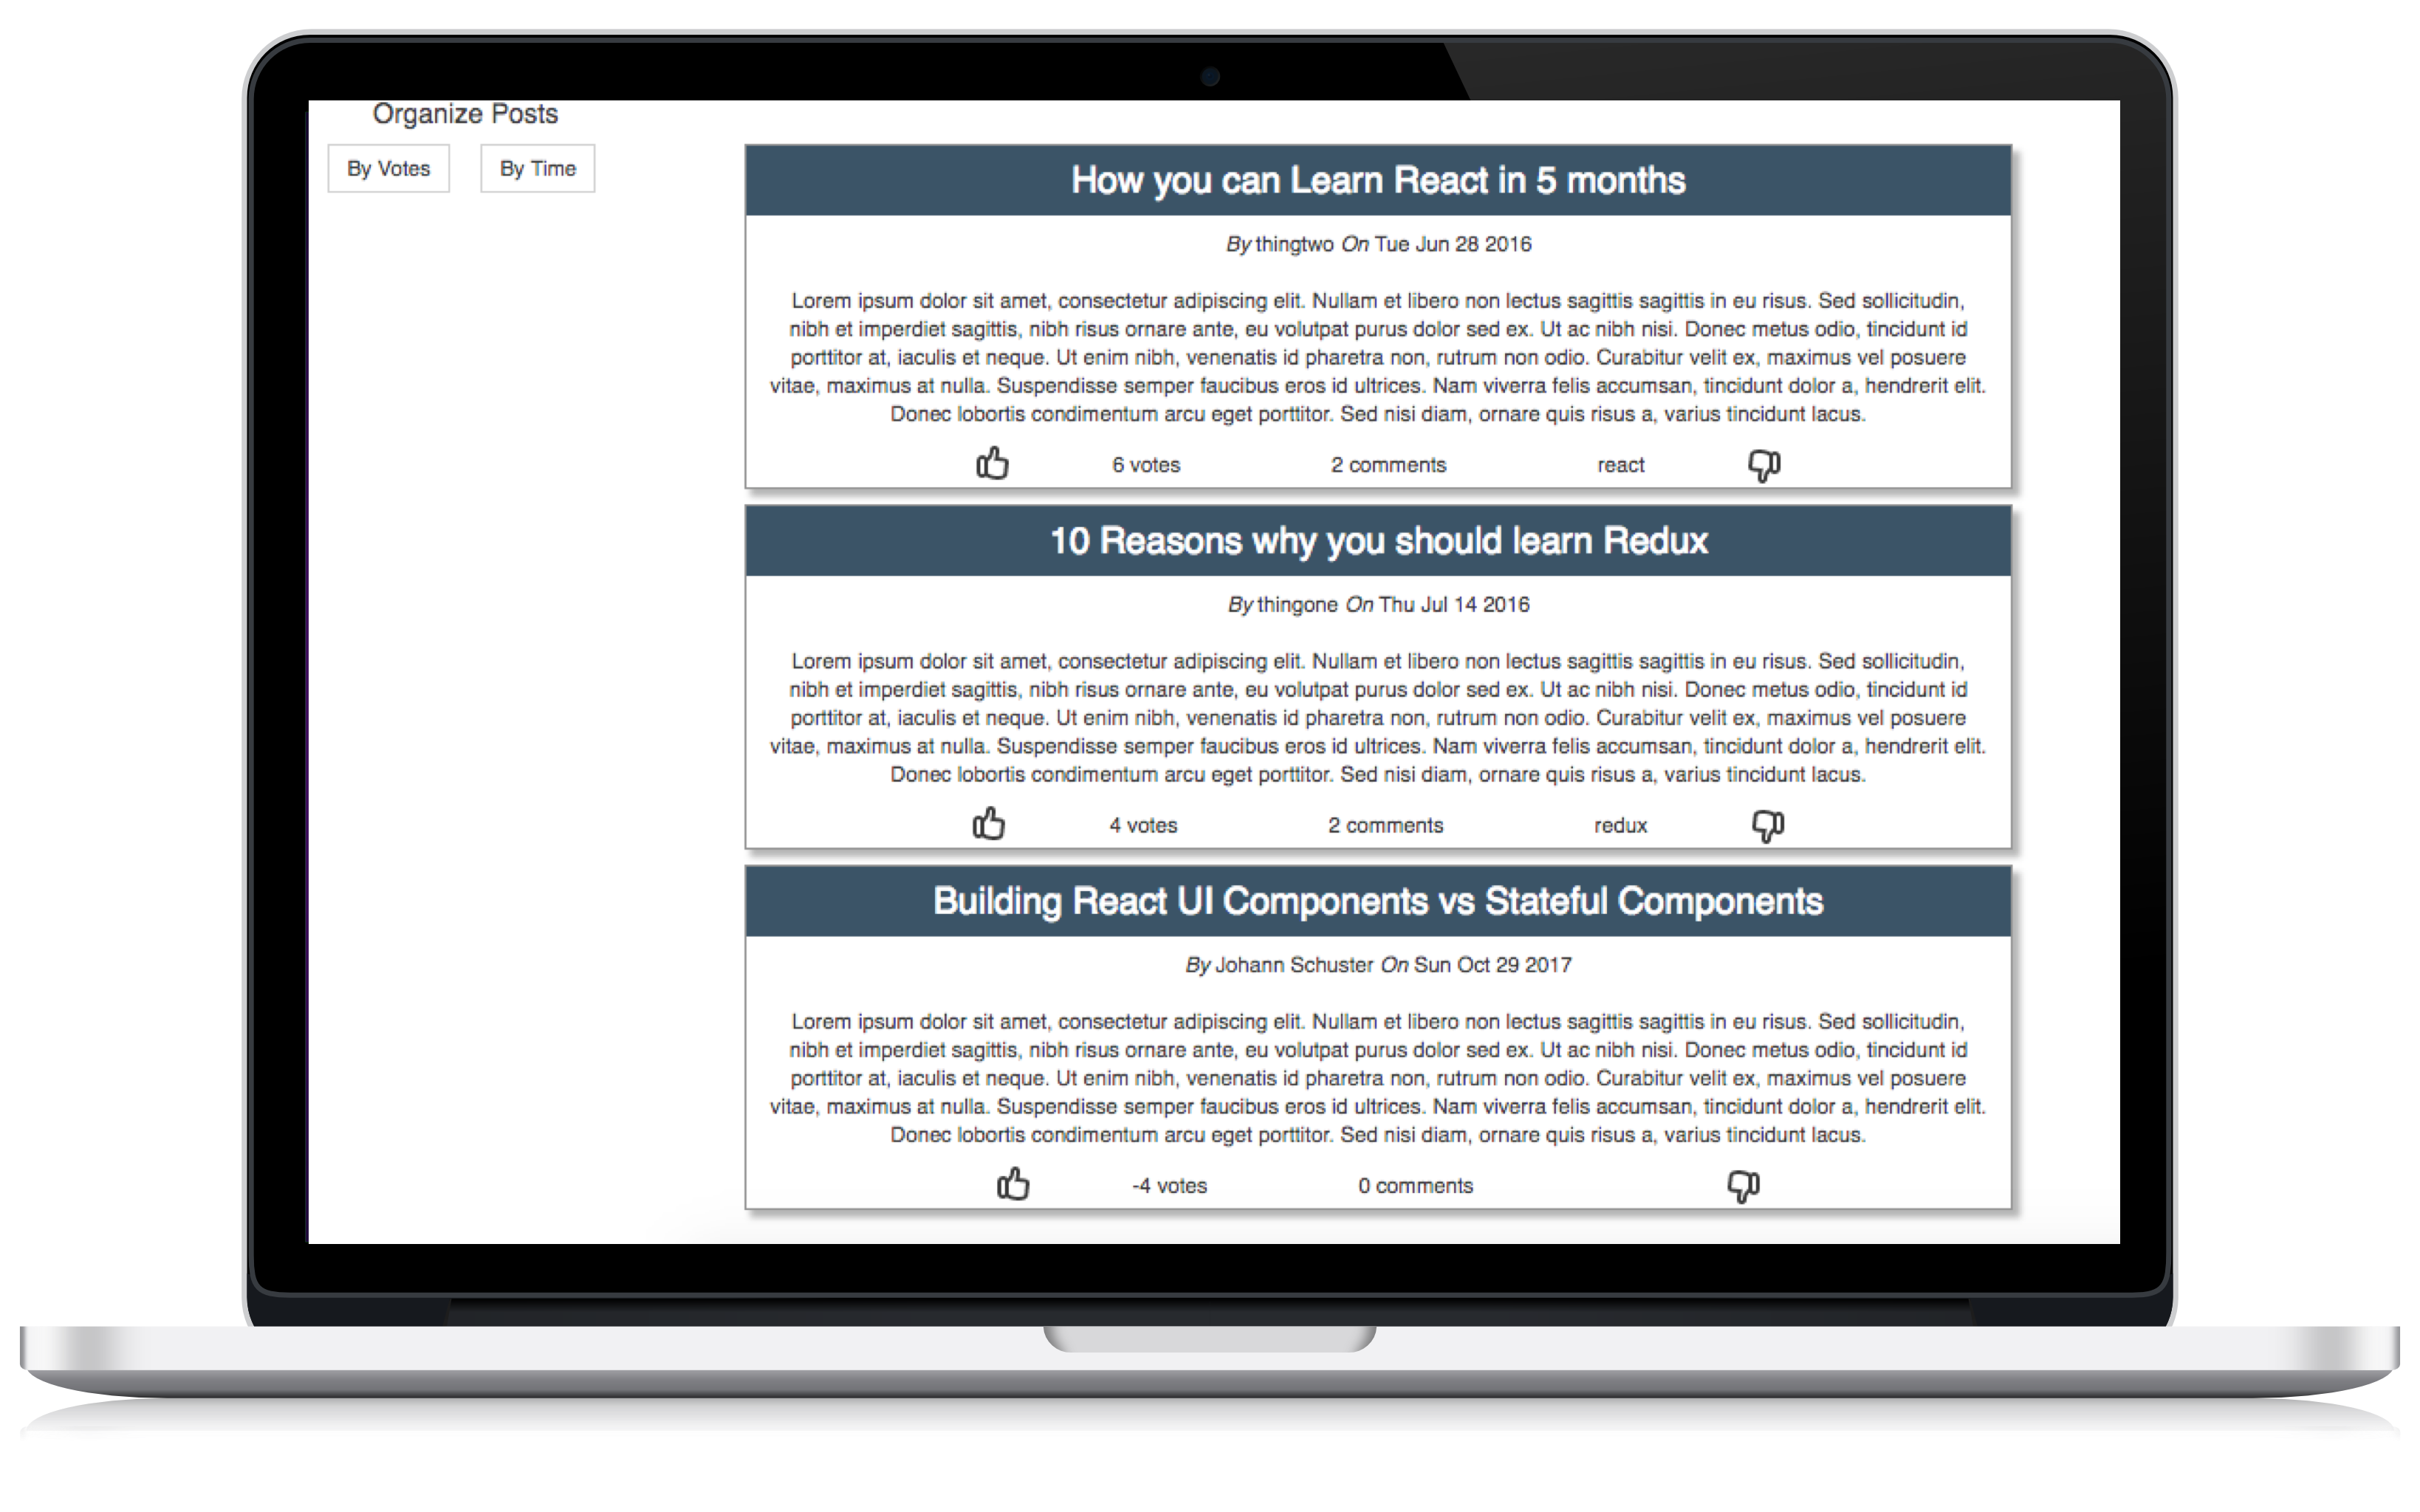 Organize Posts
By Votes By Time
How you can Learn React in 5 months
By thingtwo On Tue Jun 28 2016
Lorem ipsum dolor sit amet, consectetur adipiscing elit. Nullam et libero non lectus sagittis sagittis in eu risus. Sed sollicitudin,
nibh et imperdiet sagittis, nibh risus ornare ante, eu volutpat purus dolor sed ex. Ut ac nibh nisi. Donec metus odio, tincidunt id
porttitor at, iaculis et neque. Ut enim nibh, venenatis id pharetra non, rutrum non odio. Curabitur velit ex, maximus vel posuere
vitae, maximus at nulla. Suspendisse semper faucibus eros id ultrices. Nam viverra felis accumsan, tincidunt dolor a, hendrerit elit.
Donec lobortis condimentum arcu eget porttitor. Sed nisi diam, ornare quis risus a, varius tincidunt lacus.
6 votes 2 comments react
10 Reasons why you should learn Redux
By thingone On Thu Jul 14 2016
Lorem ipsum dolor sit amet, consectetur adipiscing elit. Nullam et libero non lectus sagittis sagittis in eu risus. Sed sollicitudin,
nibh et imperdiet sagittis, nibh risus ornare ante, eu volutpat purus dolor sed ex. Ut ac nibh nisi. Donec metus odio, tincidunt id
porttitor at, iaculis et neque. Ut enim nibh, venenatis id pharetra non, rutrum non odio. Curabitur velit ex, maximus vel posuere
vitae, maximus at nulla. Suspendisse semper faucibus eros id ultrices. Nam viverra felis accumsan, tincidunt dolor a, hendrerit elit.
Donec lobortis condimentum arcu eget porttitor. Sed nisi diam, ornare quis risus a, varius tincidunt lacus.
4 votes 2 comments redux
Building React UI Components vs Stateful Components
By Johann Schuster On Sun Oct 29 2017
Lorem ipsum dolor sit amet, consectetur adipiscing elit. Nullam et libero non lectus sagittis sagittis in eu risus. Sed sollicitudin,
nibh et imperdiet sagittis, nibh risus ornare ante, eu volutpat purus dolor sed ex. Ut ac nibh nisi. Donec metus odio, tincidunt id
porttitor at, iaculis et neque. Ut enim nibh, venenatis id pharetra non, rutrum non odio. Curabitur velit ex, maximus vel posuere
vitae, maximus at nulla. Suspendisse semper faucibus eros id ultrices. Nam viverra felis accumsan, tincidunt dolor a, hendrerit elit.
Donec lobortis condimentum arcu eget porttitor. Sed nisi diam, ornare quis risus a, varius tincidunt lacus.
-4 votes 0 comments